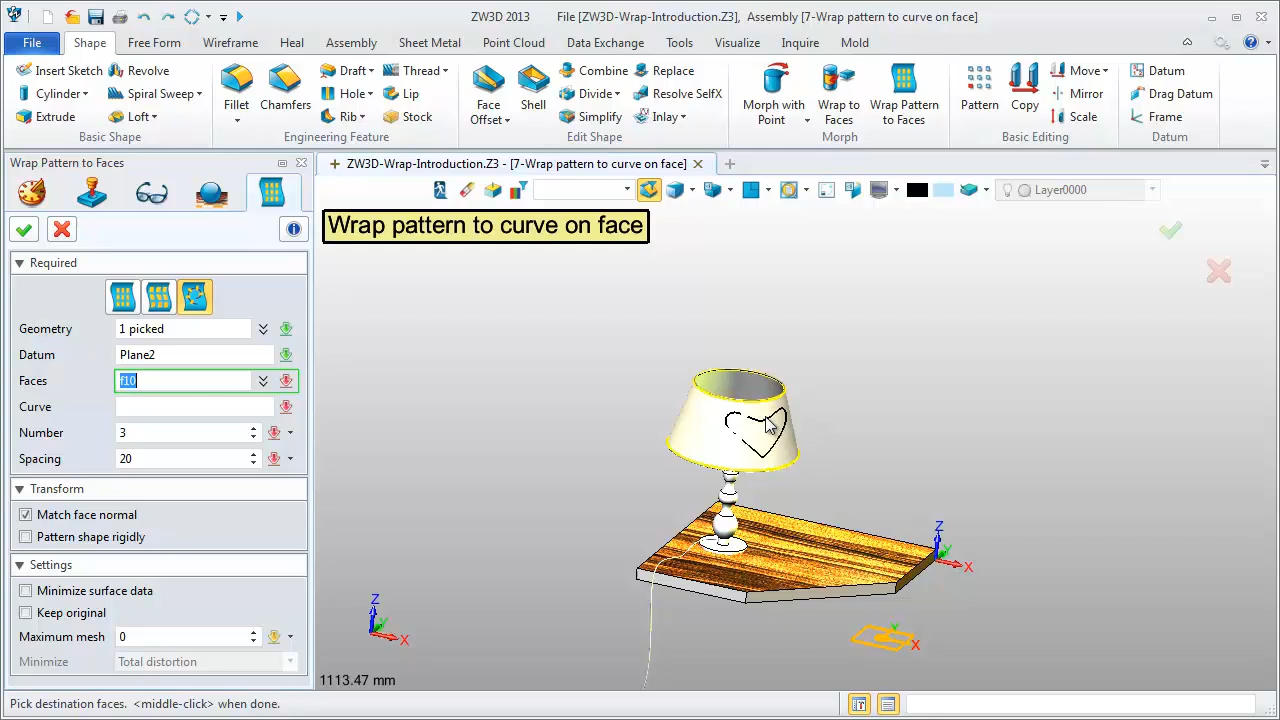 ZW3D 2013 File [ZW3D-Wrap-Introduction.Z3], Assembly [7-Wrap pattern to curve on face]
File Shape Free Form Wireframe Heal Assembly Sheet Metal Point Cloud Data Exchange Tools Visualize Inquire Mold
Insert Sketch Revolve Draft Thread Combine Replace Move Datum
Cylinder Spiral Sweep Hole Lip Divide Resolve SelfX Mirror Drag Datum
Extrude Loft Rib Stock Simplify Inlay Scale Frame
Fillet Chamfers Face Offset Shell Morph with Point Wrap to Faces Wrap Pattern to Faces Pattern Copy
Basic Shape Engineering Feature Edit Shape Morph Basic Editing Datum
Wrap Pattern to Faces
ZW3D-Wrap-Introduction.Z3 - [7-Wrap pattern to curve on face]
Layer0000
Wrap pattern to curve on face
Required
Geometry 1 picked
Datum Plane2
Faces f10
Curve
Number 3
Spacing 20
Transform
Match face normal
Pattern shape rigidly
Settings
Minimize surface data
Keep original
Maximum mesh 0
Minimize Total distortion
Z
Y
X
Z
Y
X
Y
X
1113.47 mm
Pick destination faces. <middle-click> when done.